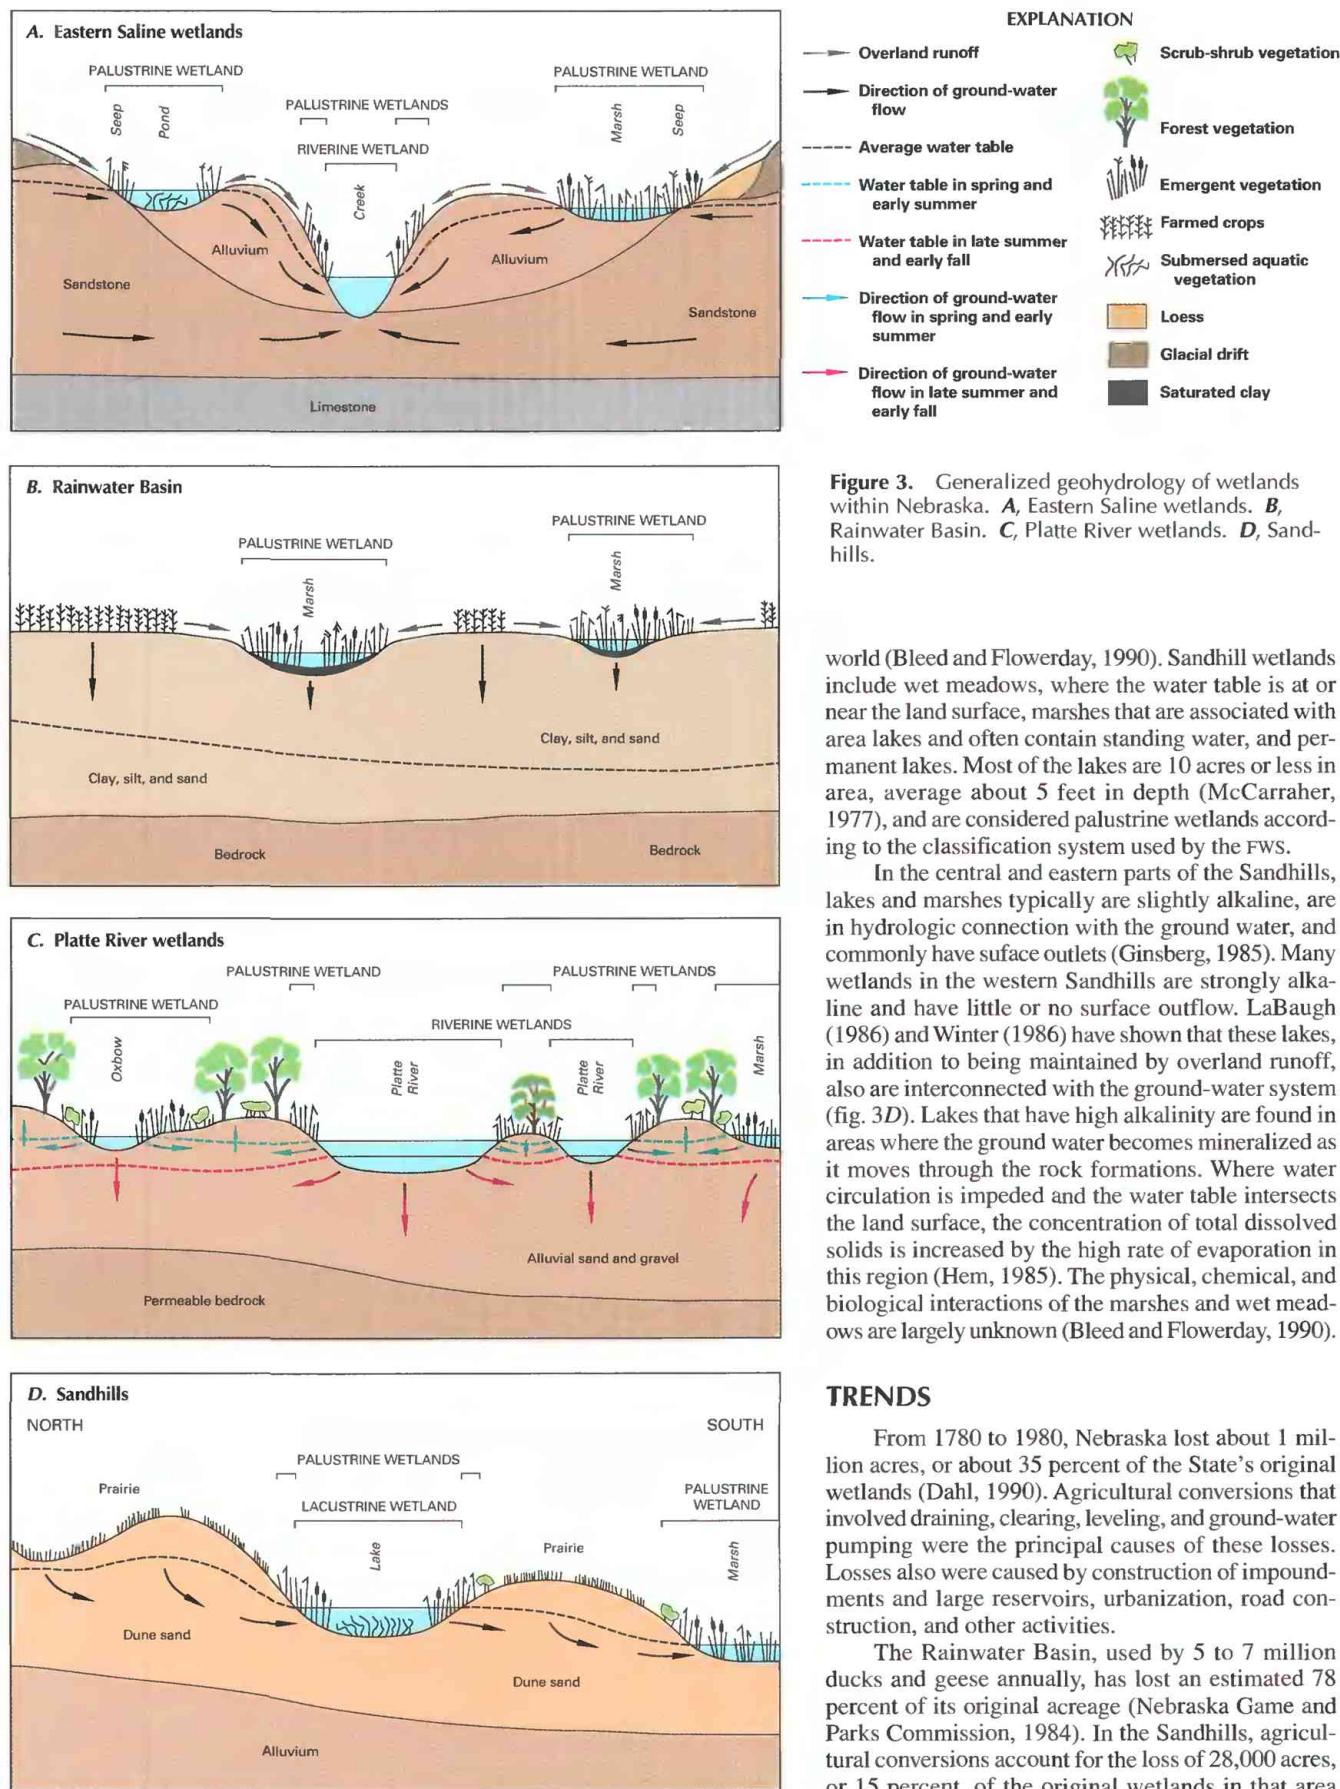 A. Eastern Saline wetlands
PALUSTRINE WETLAND
PALUSTRINE WETLAND
Seep
Pond
PALUSTRINE WETLANDS
Marsh
Seep
RIVERINE WETLAND
Creek
Alluvium
Alluvium
Sandstone
Sandstone
Limestone
EXPLANATION
Overland runoff
Direction of ground-water
flow
Average water table
Water table in spring and
early summer
Water table in late summer
and early fall
Direction of ground-water
flow in spring and early
summer
Direction of ground-water
flow in late summer and
early fall
Scrub-shrub vegetation
Forest vegetation
Emergent vegetation
Farmed crops
Submersed aquatic
vegetation
Loess
Glacial drift
Saturated clay
B. Rainwater Basin
PALUSTRINE WETLAND
PALUSTRINE WETLAND
Marsh
Marsh
Clay, silt, and sand
Clay, silt, and sand
Bedrock
Bedrock
Figure 3. Generalized geohydrology of wetlands
within Nebraska. A, Eastern Saline wetlands. B,
Rainwater Basin. C, Platte River wetlands. D, Sand-
hills.
C. Platte River wetlands
PALUSTRINE WETLAND
PALUSTRINE WETLANDS
PALUSTRINE WETLAND
RIVERINE WETLANDS
Oxbow
Platte
River
Platte
River
Marsh
Alluvial sand and gravel
Permeable bedrock
D. Sandhills
NORTH
SOUTH
PALUSTRINE WETLANDS
Prairie
LACUSTRINE WETLAND
PALUSTRINE
WETLAND
Lake
Prairie
Marsh
Dune sand
Dune sand
Alluvium
world (Bleed and Flowerday, 1990). Sandhill wetlands
include wet meadows, where the water table is at or
near the land surface, marshes that are associated with
area lakes and often contain standing water, and per-
manent lakes. Most of the lakes are 10 acres or less in
area, average about 5 feet in depth (McCarraher,
1977), and are considered palustrine wetlands accord-
ing to the classification system used by the FWS.
In the central and eastern parts of the Sandhills,
lakes and marshes typically are slightly alkaline, are
in hydrologic connection with the ground water, and
commonly have suface outlets (Ginsberg, 1985). Many
wetlands in the western Sandhills are strongly alka-
line and have little or no surface outflow. LaBaugh
(1986) and Winter (1986) have shown that these lakes,
in addition to being maintained by overland runoff,
also are interconnected with the ground-water system
(fig. 3D). Lakes that have high alkalinity are found in
areas where the ground water becomes mineralized as
it moves through the rock formations. Where water
circulation is impeded and the water table intersects
the land surface, the concentration of total dissolved
solids is increased by the high rate of evaporation in
this region (Hem, 1985). The physical, chemical, and
biological interactions of the marshes and wet mead-
ows are largely unknown (Bleed and Flowerday, 1990).
TRENDS
From 1780 to 1980, Nebraska lost about 1 mil-
lion acres, or about 35 percent of the State's original
wetlands (Dahl, 1990). Agricultural conversions that
involved draining, clearing, leveling, and ground-water
pumping were the principal causes of these losses.
Losses also were caused by construction of impound-
ments and large reservoirs, urbanization, road con-
struction, and other activities.
The Rainwater Basin, used by 5 to 7 million
ducks and geese annually, has lost an estimated 78
percent of its original acreage (Nebraska Game and
Parks Commission, 1984). In the Sandhills, agricul-
tural conversions account for the loss of 28,000 acres,
or 15 percent, of the original wetlands in that area